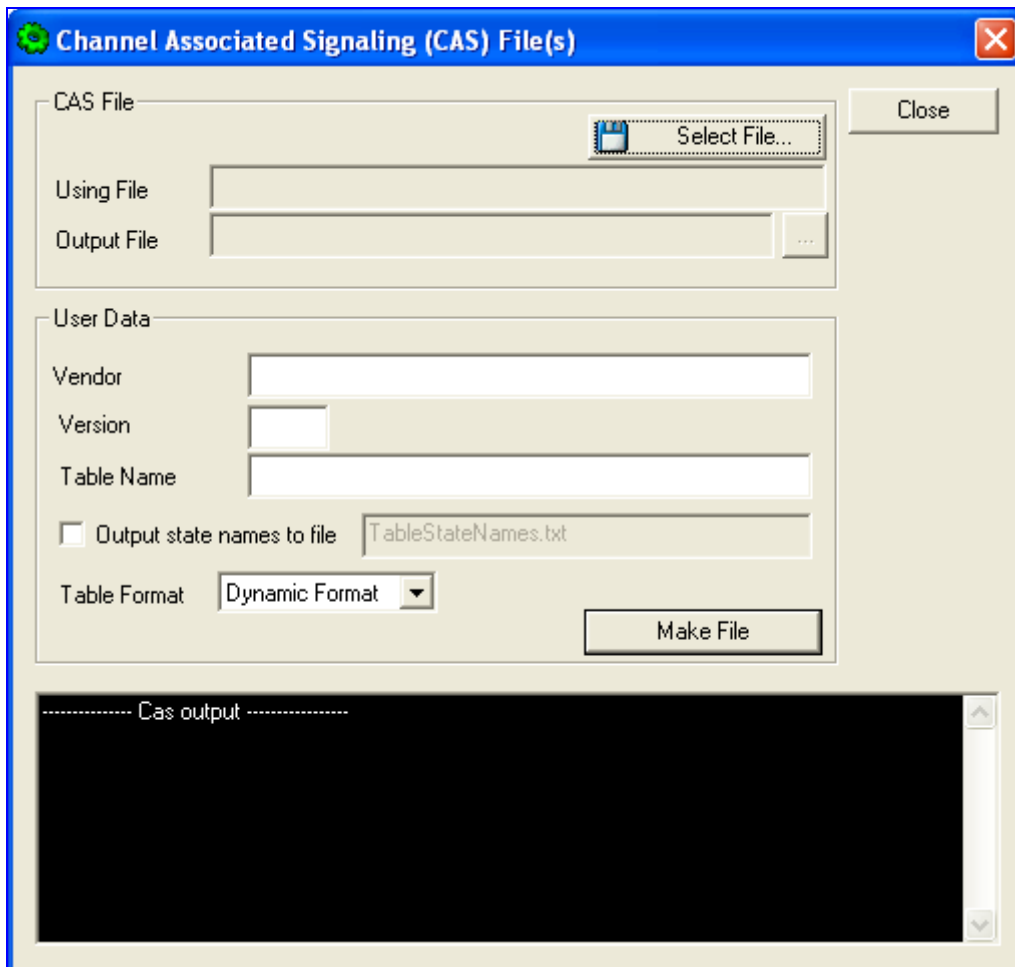 Channel Associated Signaling (CAS) File(s)
CAS File
Close
Select File...
Using File
Output File
...
User Data
Vendor
Version
Table Name
Output state names to file
TableStateNames.txt
Table Format
Dynamic Format
Make File
--------------- Cas output -----------------